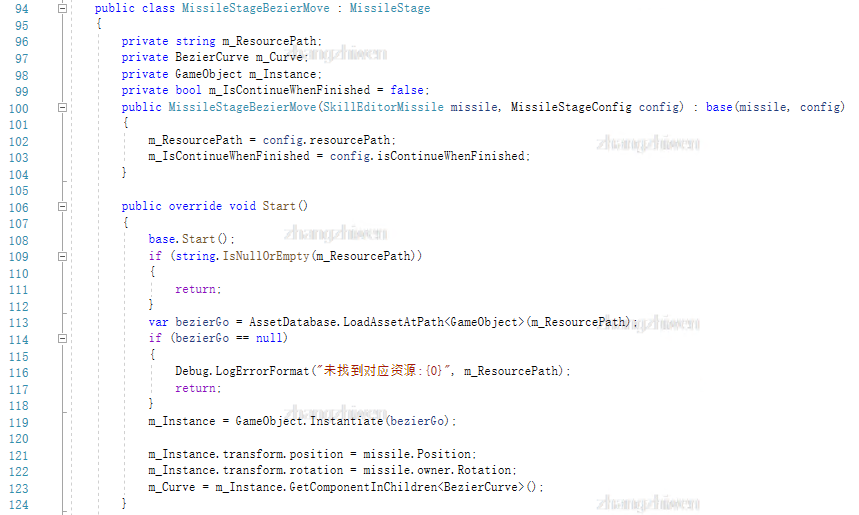 94 public class MissileStageBezierMove : MissileStage
95 {
96 private string m_ResourcePath;
97 private BezierCurve m_Curve;
98 private GameObject m_Instance;
99 private bool m_IsContinueWhenFinished = false;
100 public MissileStageBezierMove(SkillEditorMissile missile, MissileStageConfig config) : base(missile, config)
101 {
102 m_ResourcePath = config.resourcePath;
103 m_IsContinueWhenFinished = config.isContinueWhenFinished;
104 }
105
106 public override void Start()
107 {
108 base.Start();
109 if (string.IsNullOrEmpty(m_ResourcePath))
110 {
111 return;
112 }
113 var bezierGo = AssetDatabase.LoadAssetAtPath<GameObject>(m_ResourcePath);
114 if (bezierGo == null)
115 {
116 Debug.LogErrorFormat("未找到对应资源:{0}", m_ResourcePath);
117 return;
118 }
119 m_Instance = GameObject.Instantiate(bezierGo);
120
121 m_Instance.transform.position = missile.Position;
122 m_Instance.transform.rotation = missile.owner.Rotation;
123 m_Curve = m_Instance.GetComponentInChildren<BezierCurve>();
124 }
zhangzhiwen
zhangzhiwen
zhangzhiwen
zhangzhiwen
zhangzhiwen
zhangzhiwen